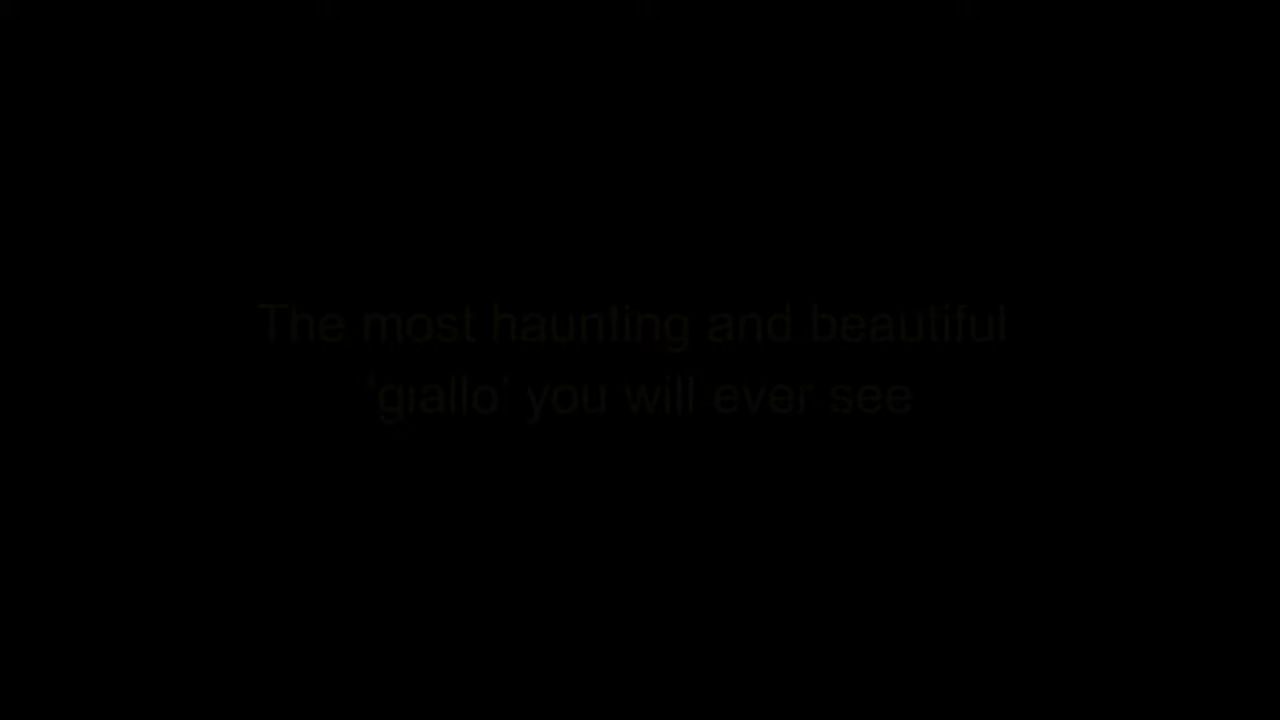 The most haunting and beautiful
‘giallo’ you will ever see